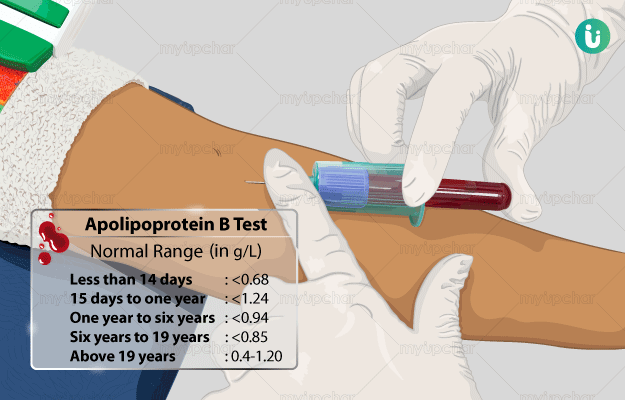 Apolipoprotein B Test
Normal Range (in g/L)
Less than 14 days : <0.68
15 days to one year : <1.24
One year to six years : <0.94
Six years to 19 years : <0.85
Above 19 years : 0.4-1.20